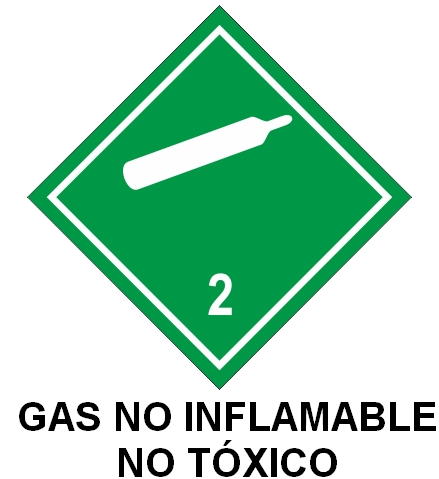 2
GAS NO INFLAMABLE
NO TÓXICO